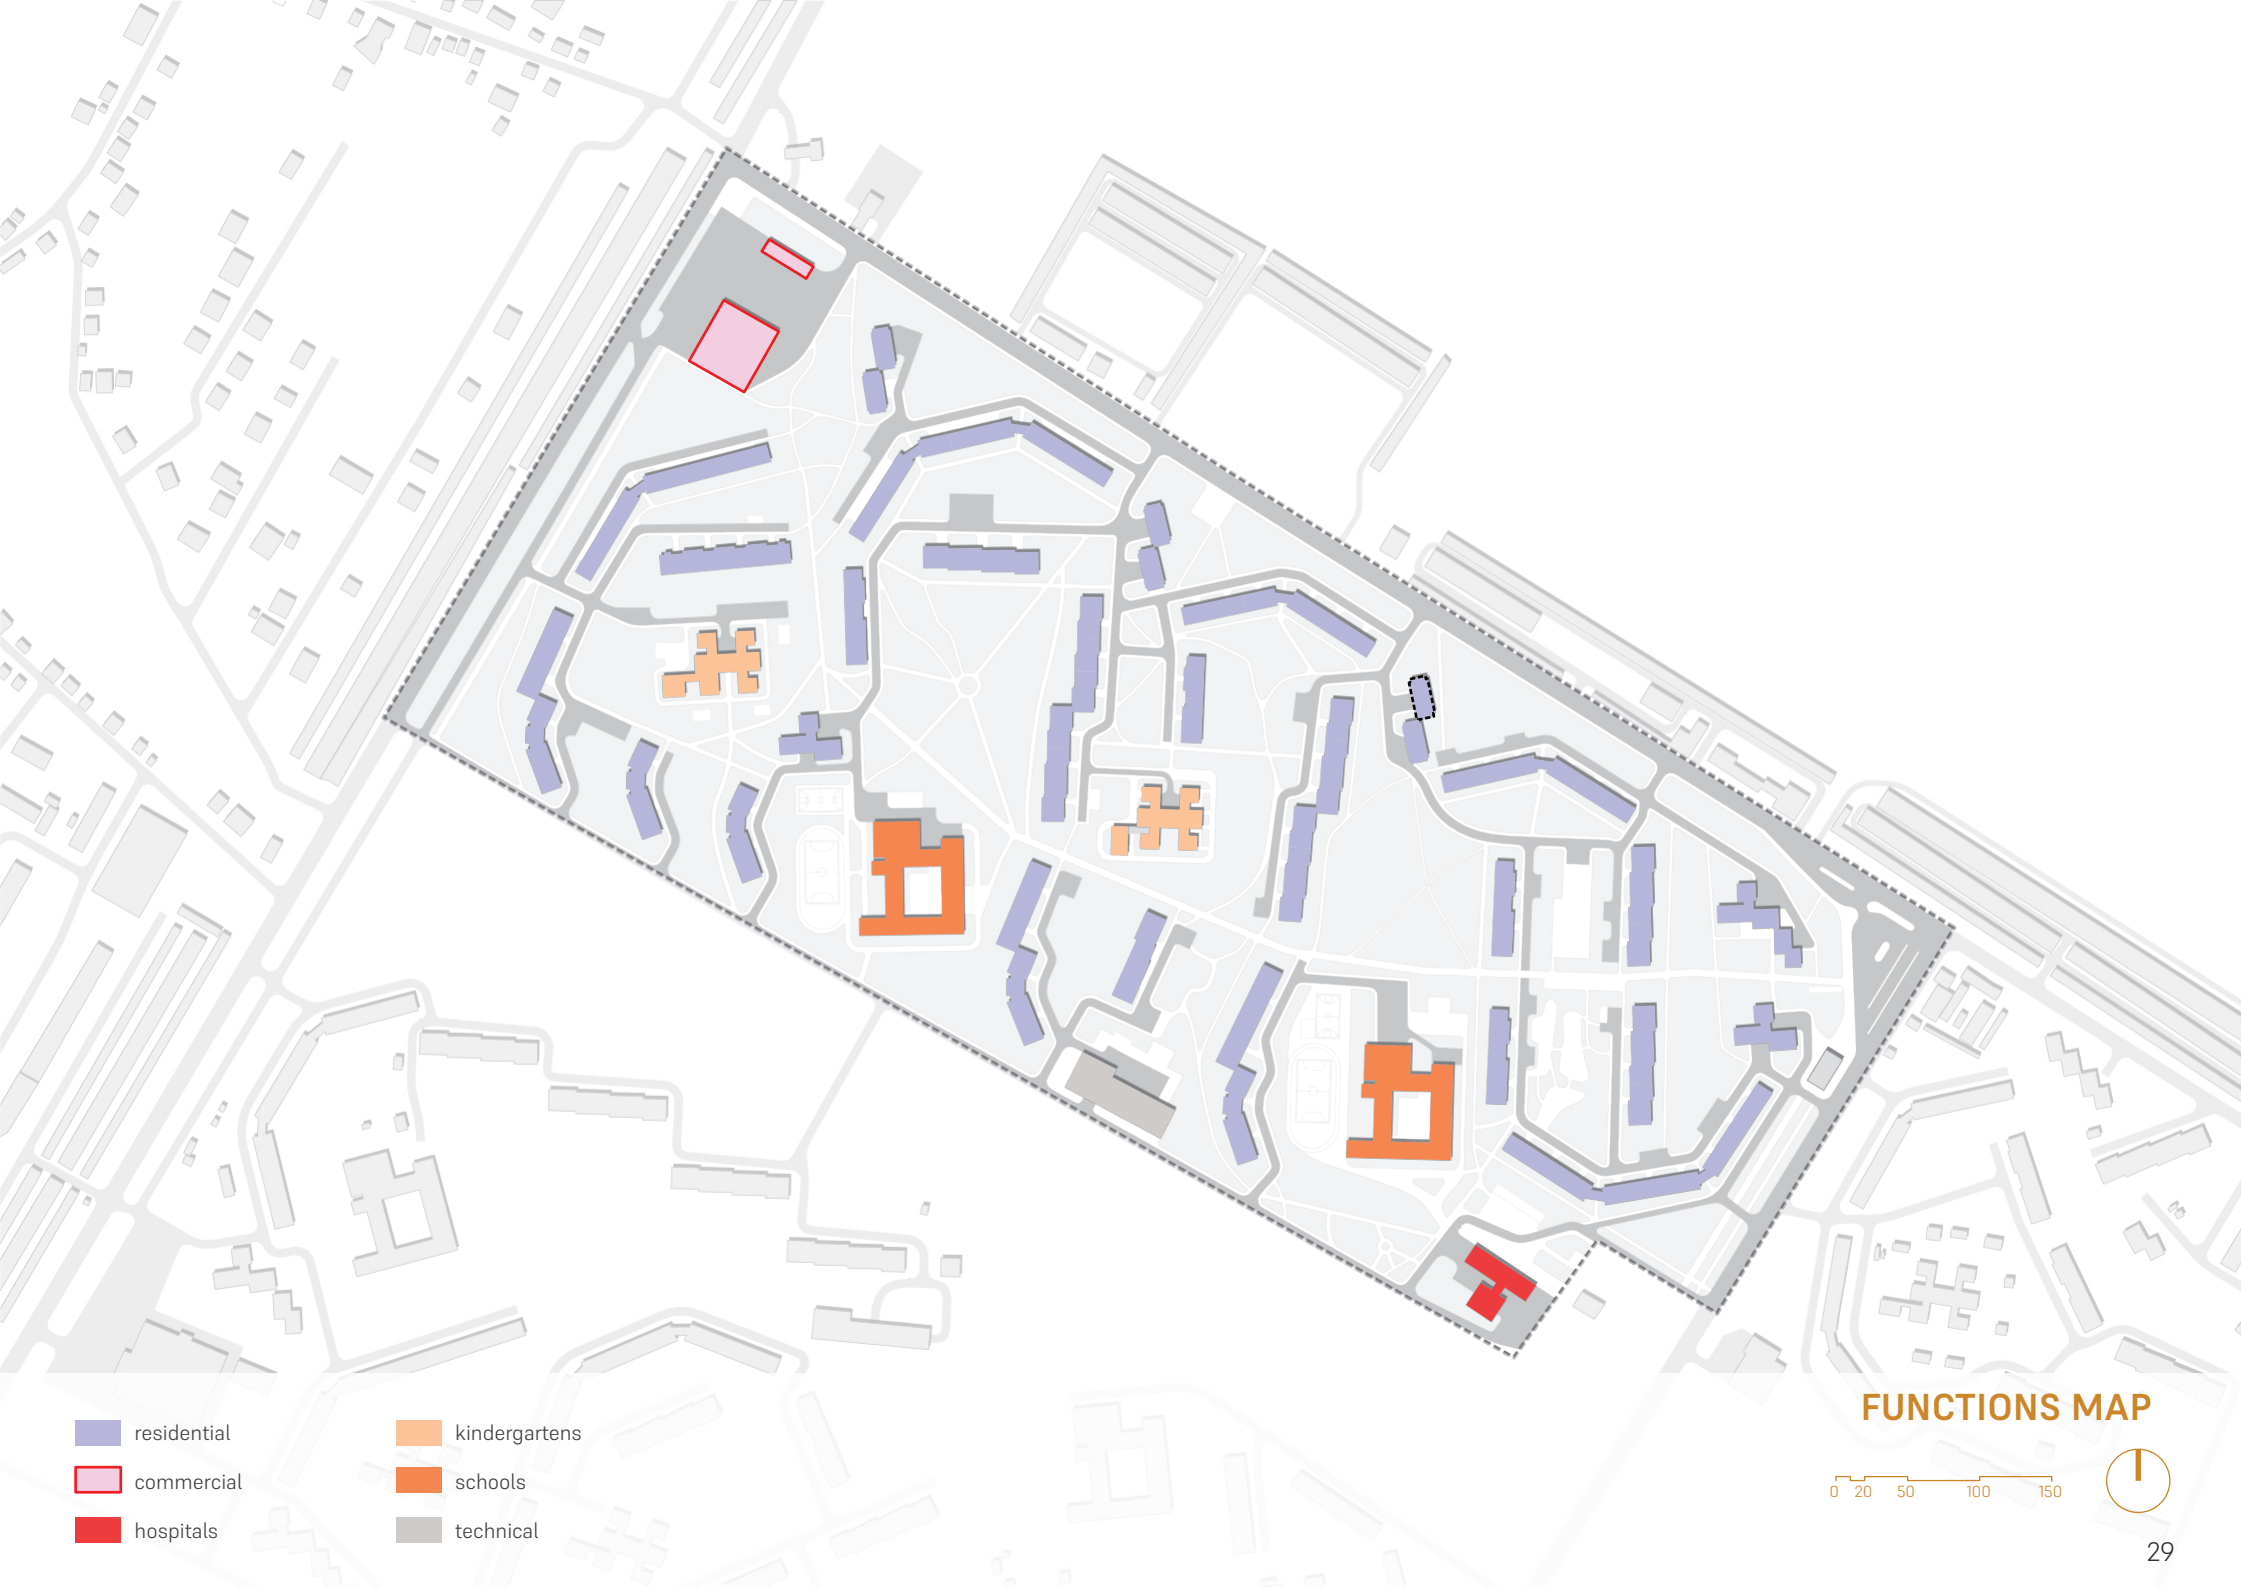 residential
commercial
hospitals
kindergartens
schools
technical
FUNCTIONS MAP
0 20 50 100 150
29